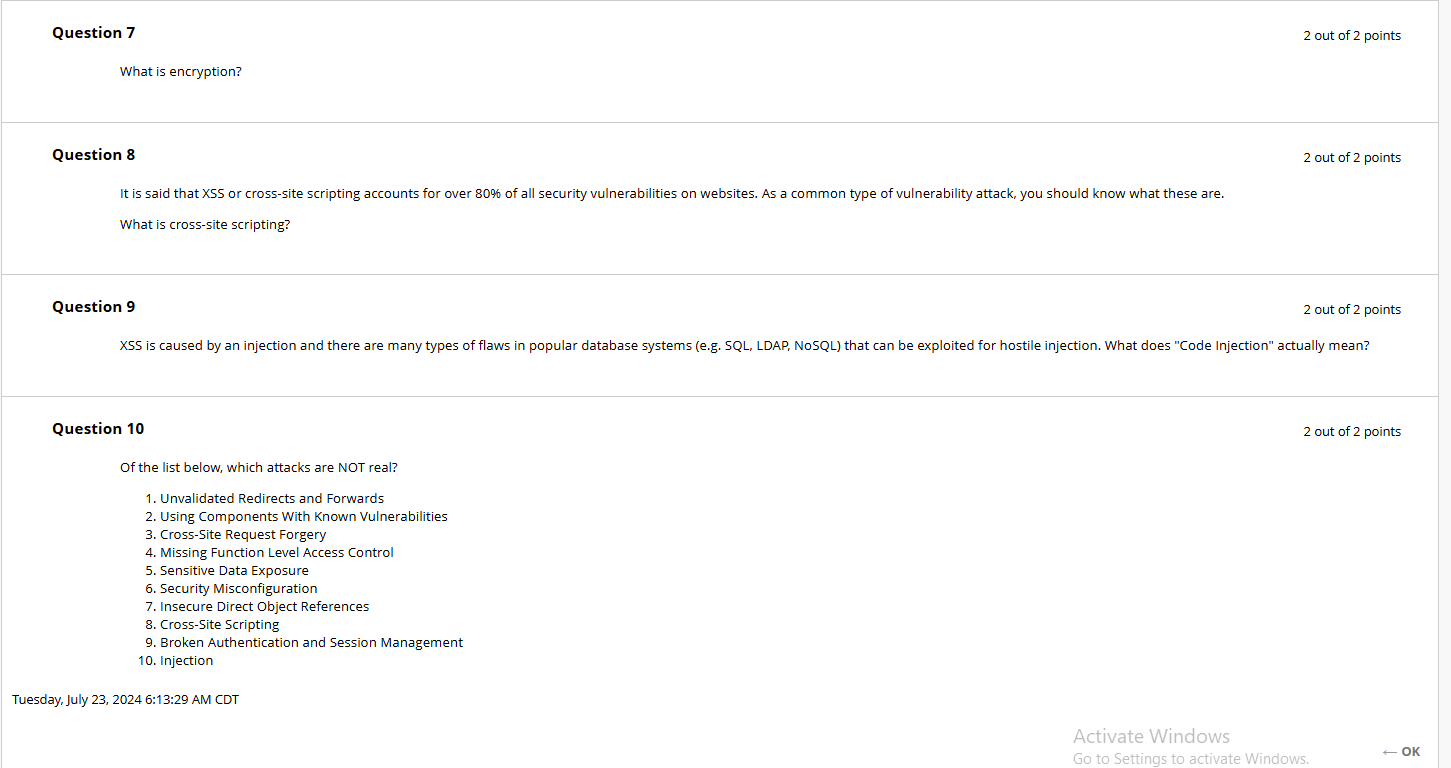 Question 7
2 out of 2 points
What is encryption?
Question 8
2 out of 2 points
It is said that XSS or cross-site scripting accounts for over 80% of all security vulnerabilities on websites. As a common type of vulnerability attack, you should know what these are.
What is cross-site scripting?
Question 9
2 out of 2 points
XSS is caused by an injection and there are many types of flaws in popular database systems (e.g. SQL, LDAP, NoSQL) that can be exploited for hostile injection. What does "Code Injection" actually mean?
Question 10
2 out of 2 points
Of the list below, which attacks are NOT real?
1. Unvalidated Redirects and Forwards
2. Using Components With Known Vulnerabilities
3. Cross-Site Request Forgery
4. Missing Function Level Access Control
5. Sensitive Data Exposure
6. Security Misconfiguration
7. Insecure Direct Object References
8. Cross-Site Scripting
9. Broken Authentication and Session Management
10. Injection
Tuesday, July 23, 2024 6:13:29 AM CDT
Activate Windows
Go to Settings to activate Windows.
← OK